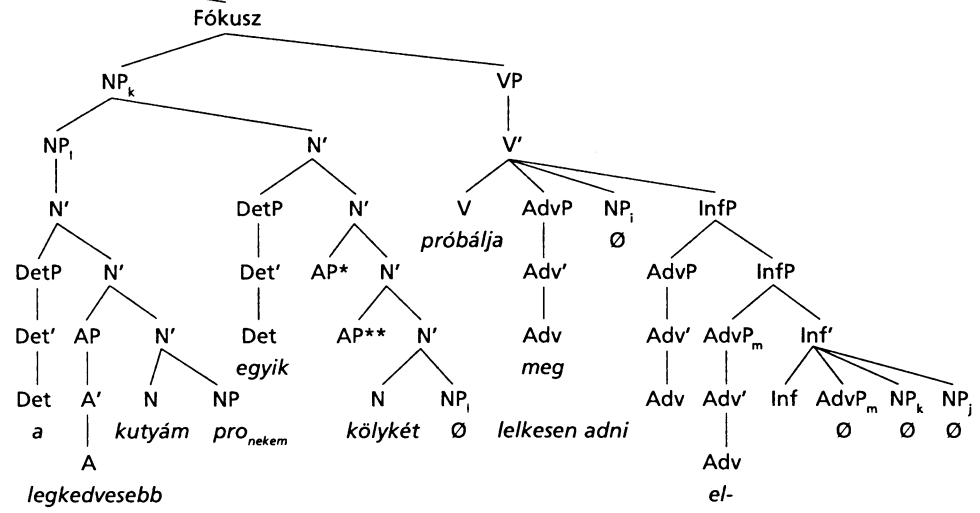 Fókusz
NPk VP
NPl N′ V′
N′ DetP N′ V AdvP NPi InfP
próbálja Ø
DetP N′ Det′ AP* N′ Adv′ AdvP InfP
Det′ AP N′ Det AP** N′ Adv Adv′ AdvPm Inf′
egyik meg
Det A′ N NP N NPl Adv Adv′ Inf AdvPm NPk NPj
a kutyám pronekem kölykét Ø lelkesen adni Ø Ø Ø
A Adv
legkedvesebb el-